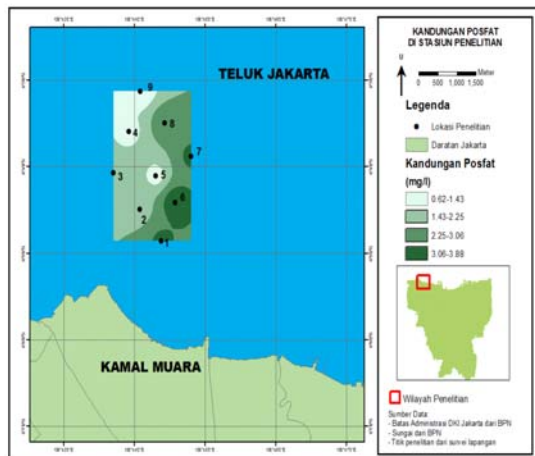 TELUK JAKARTA
9
8
4
7
3
5
6
2
1
KAMAL MUARA
KANDUNGAN POSFAT
DI STASIUN PENELITIAN
0 500 1,000
Meter
Legenda
Lokasi Penelitian
Daratan Jakarta
Kandungan Posfat
(mg/l)
0.62-1.43
1.43-2.25
2.25-3.06
3.06-3.88
Wilayah Penelitian
Sumber Data:
- Batas Administrasi DKI Jakarta dari BPN
- Sungai dari BPN
- Titik penelitian dari survei lapangan